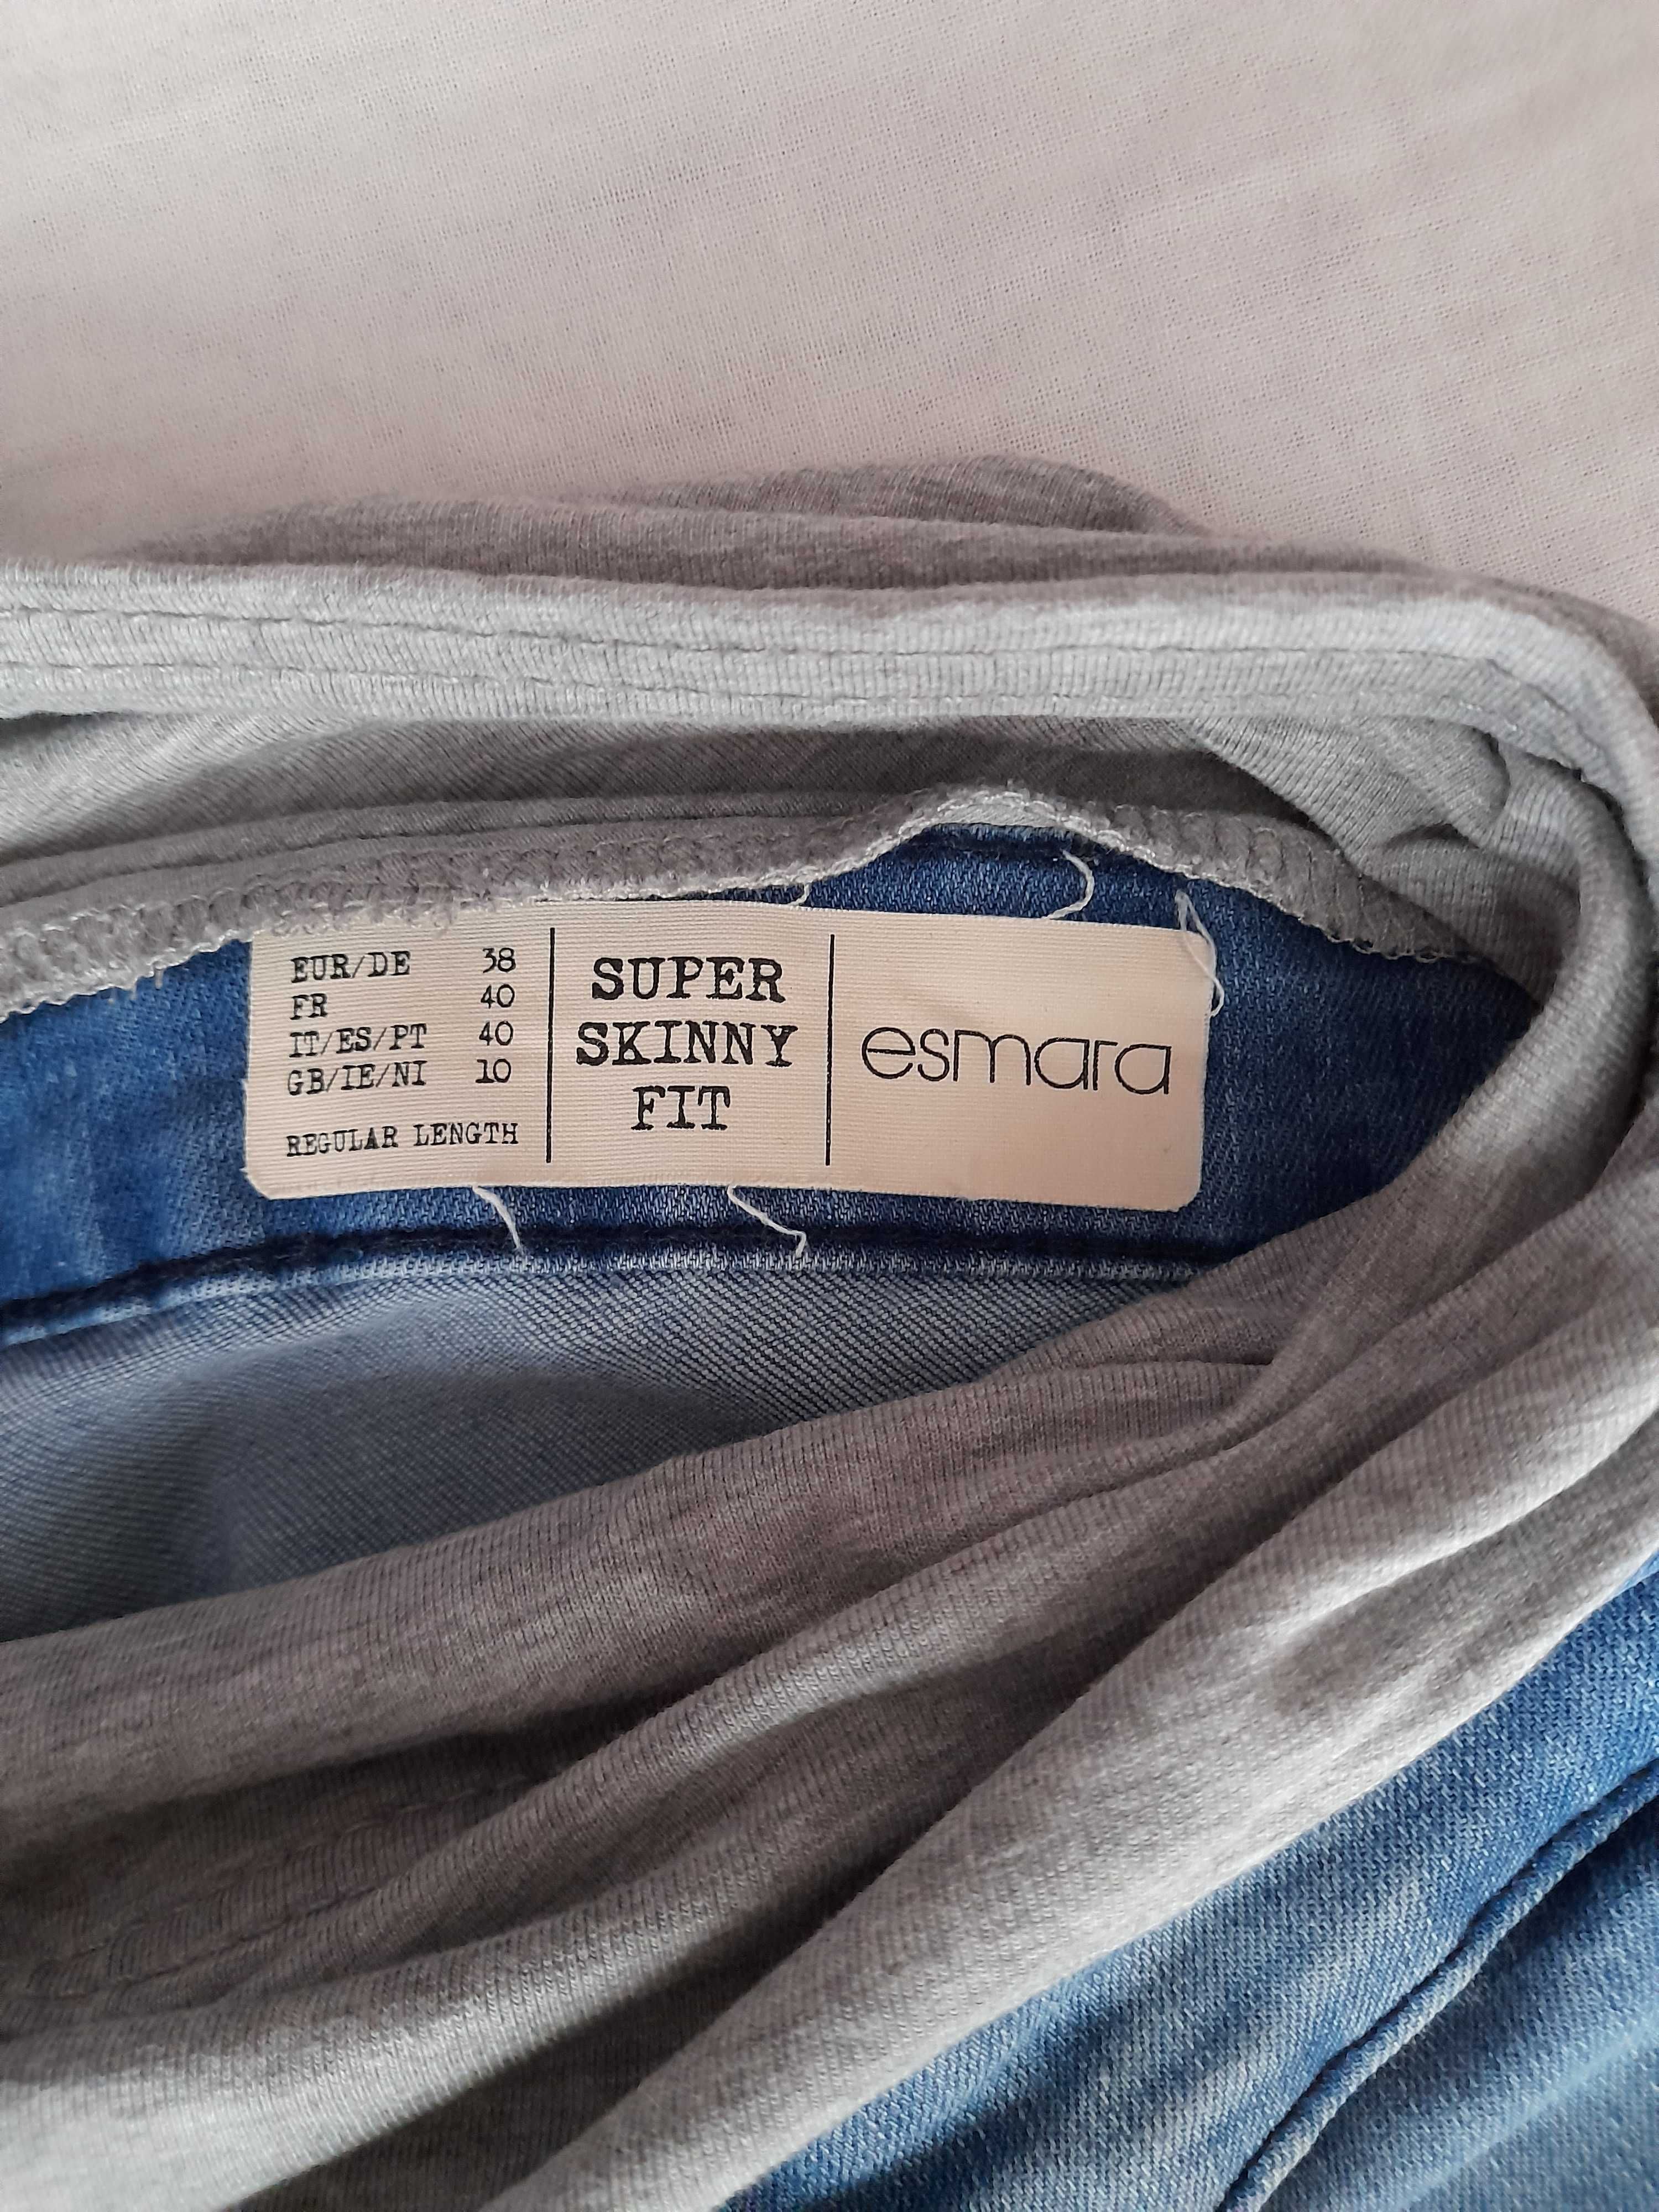 EUR/DE 38
FR 40
IT/ES/PT 40
GB/IE/NI 10
REGULAR LENGTH
SUPER
SKINNY
FIT
esmara